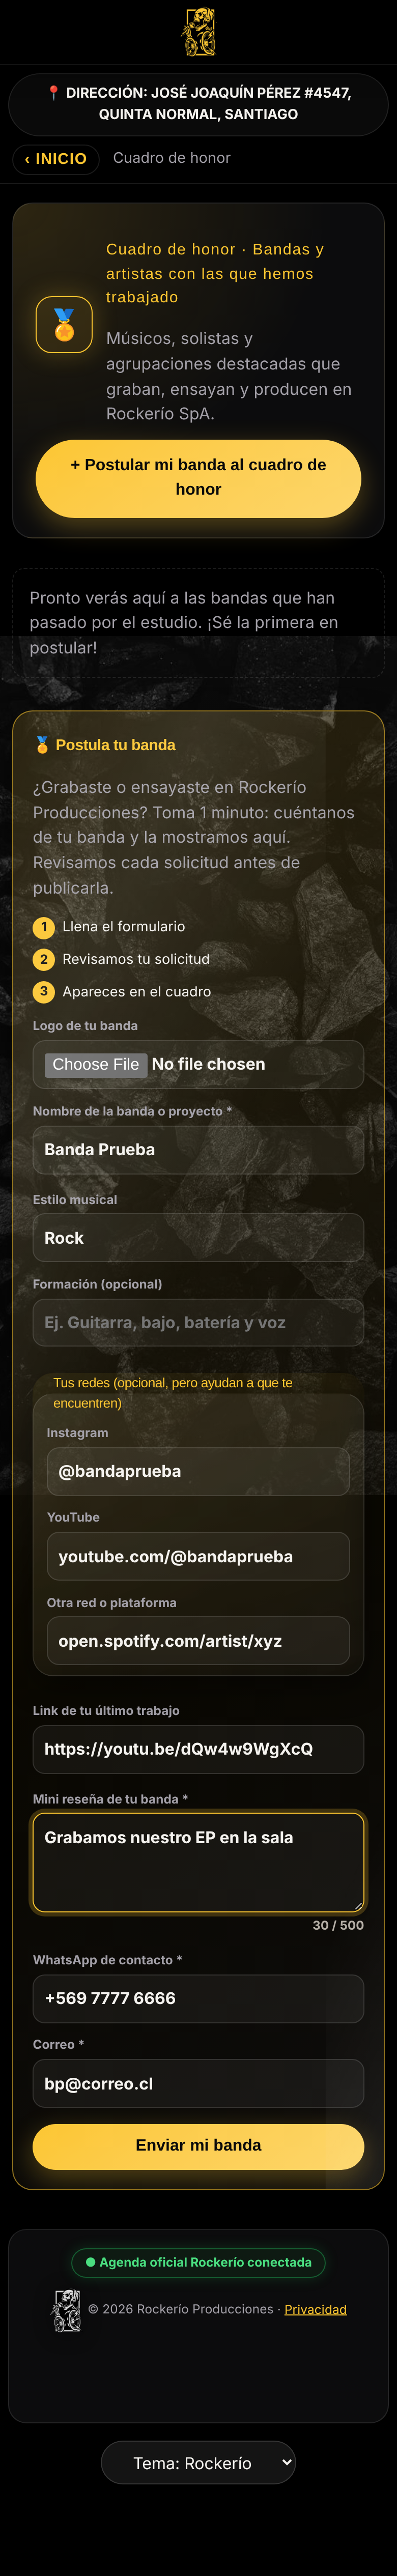 📍 DIRECCIÓN: JOSÉ JOAQUÍN PÉREZ #4547,
QUINTA NORMAL, SANTIAGO
‹ INICIO
Cuadro de honor
Cuadro de honor · Bandas y
artistas con las que hemos
trabajado
Músicos, solistas y
agrupaciones destacadas que
graban, ensayan y producen en
Rockerío SpA.
+ Postular mi banda al cuadro de
honor
Pronto verás aquí a las bandas que han
pasado por el estudio. ¡Sé la primera en
postular!
🏅 Postula tu banda
¿Grabaste o ensayaste en Rockerío
Producciones? Toma 1 minuto: cuéntanos
de tu banda y la mostramos aquí.
Revisamos cada solicitud antes de
publicarla.
1 Llena el formulario
2 Revisamos tu solicitud
3 Apareces en el cuadro
Logo de tu banda
Choose File No file chosen
Nombre de la banda o proyecto *
Banda Prueba
Estilo musical
Rock
Formación (opcional)
Ej. Guitarra, bajo, batería y voz
Tus redes (opcional, pero ayudan a que te
encuentren)
Instagram
@bandaprueba
YouTube
youtube.com/@bandaprueba
Otra red o plataforma
open.spotify.com/artist/xyz
Link de tu último trabajo
https://youtu.be/dQw4w9WgXcQ
Mini reseña de tu banda *
Grabamos nuestro EP en la sala
30 / 500
WhatsApp de contacto *
+569 7777 6666
Correo *
bp@correo.cl
Enviar mi banda
● Agenda oficial Rockerío conectada
© 2026 Rockerío Producciones · Privacidad
Tema: Rockerío